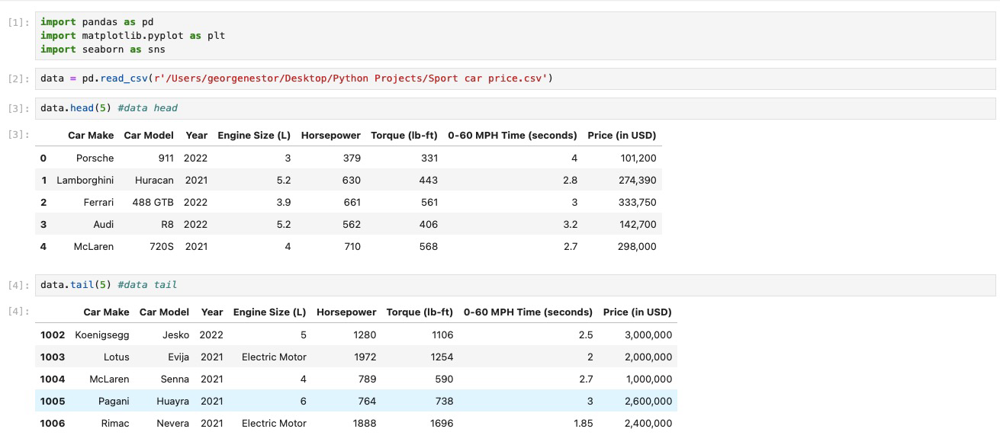 [1]: import pandas as pd
import matplotlib.pyplot as plt
import seaborn as sns
[2]: data = pd.read_csv(r'/Users/georgenestor/Desktop/Python Projects/Sport car price.csv')
[3]: data.head(5) #data head
[3]: Car Make Car Model Year Engine Size (L) Horsepower Torque (lb-ft) 0-60 MPH Time (seconds) Price (in USD)
0 Porsche 911 2022 3 379 331 4 101,200
1 Lamborghini Huracan 2021 5.2 630 443 2.8 274,390
2 Ferrari 488 GTB 2022 3.9 661 561 3 333,750
3 Audi R8 2022 5.2 562 406 3.2 142,700
4 McLaren 720S 2021 4 710 568 2.7 298,000
[4]: data.tail(5) #data tail
[4]: Car Make Car Model Year Engine Size (L) Horsepower Torque (lb-ft) 0-60 MPH Time (seconds) Price (in USD)
1002 Koenigsegg Jesko 2022 5 1280 1106 2.5 3,000,000
1003 Lotus Evija 2021 Electric Motor 1972 1254 2 2,000,000
1004 McLaren Senna 2021 4 789 590 2.7 1,000,000
1005 Pagani Huayra 2021 6 764 738 3 2,600,000
1006 Rimac Nevera 2021 Electric Motor 1888 1696 1.85 2,400,000